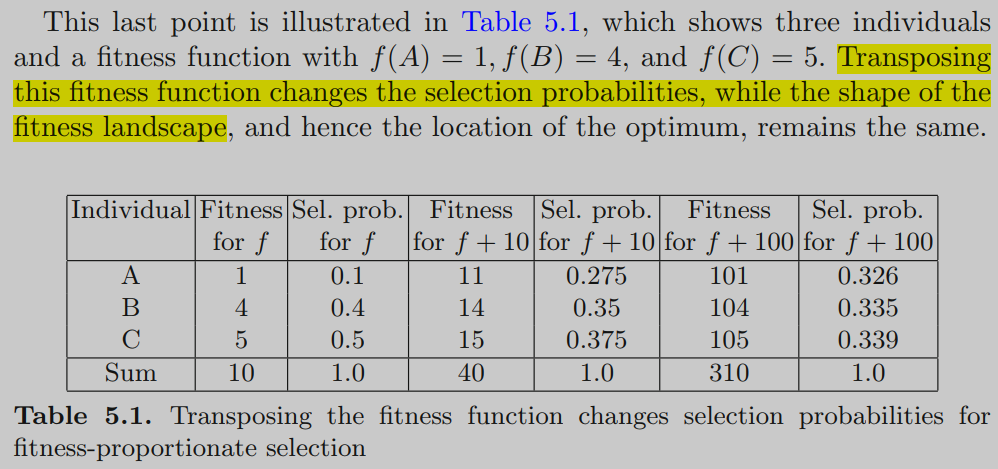 This last point is illustrated in Table 5.1, which shows three individuals
and a fitness function with f(A) = 1, f(B) = 4, and f(C) = 5. Transposing
this fitness function changes the selection probabilities, while the shape of the
fitness landscape, and hence the location of the optimum, remains the same.
Individual Fitness Sel. prob. Fitness Sel. prob. Fitness Sel. prob.
for f for f for f + 10 for f + 10 for f + 100 for f + 100
A 1 0.1 11 0.275 101 0.326
B 4 0.4 14 0.35 104 0.335
C 5 0.5 15 0.375 105 0.339
Sum 10 1.0 40 1.0 310 1.0
Table 5.1. Transposing the fitness function changes selection probabilities for
fitness-proportionate selection